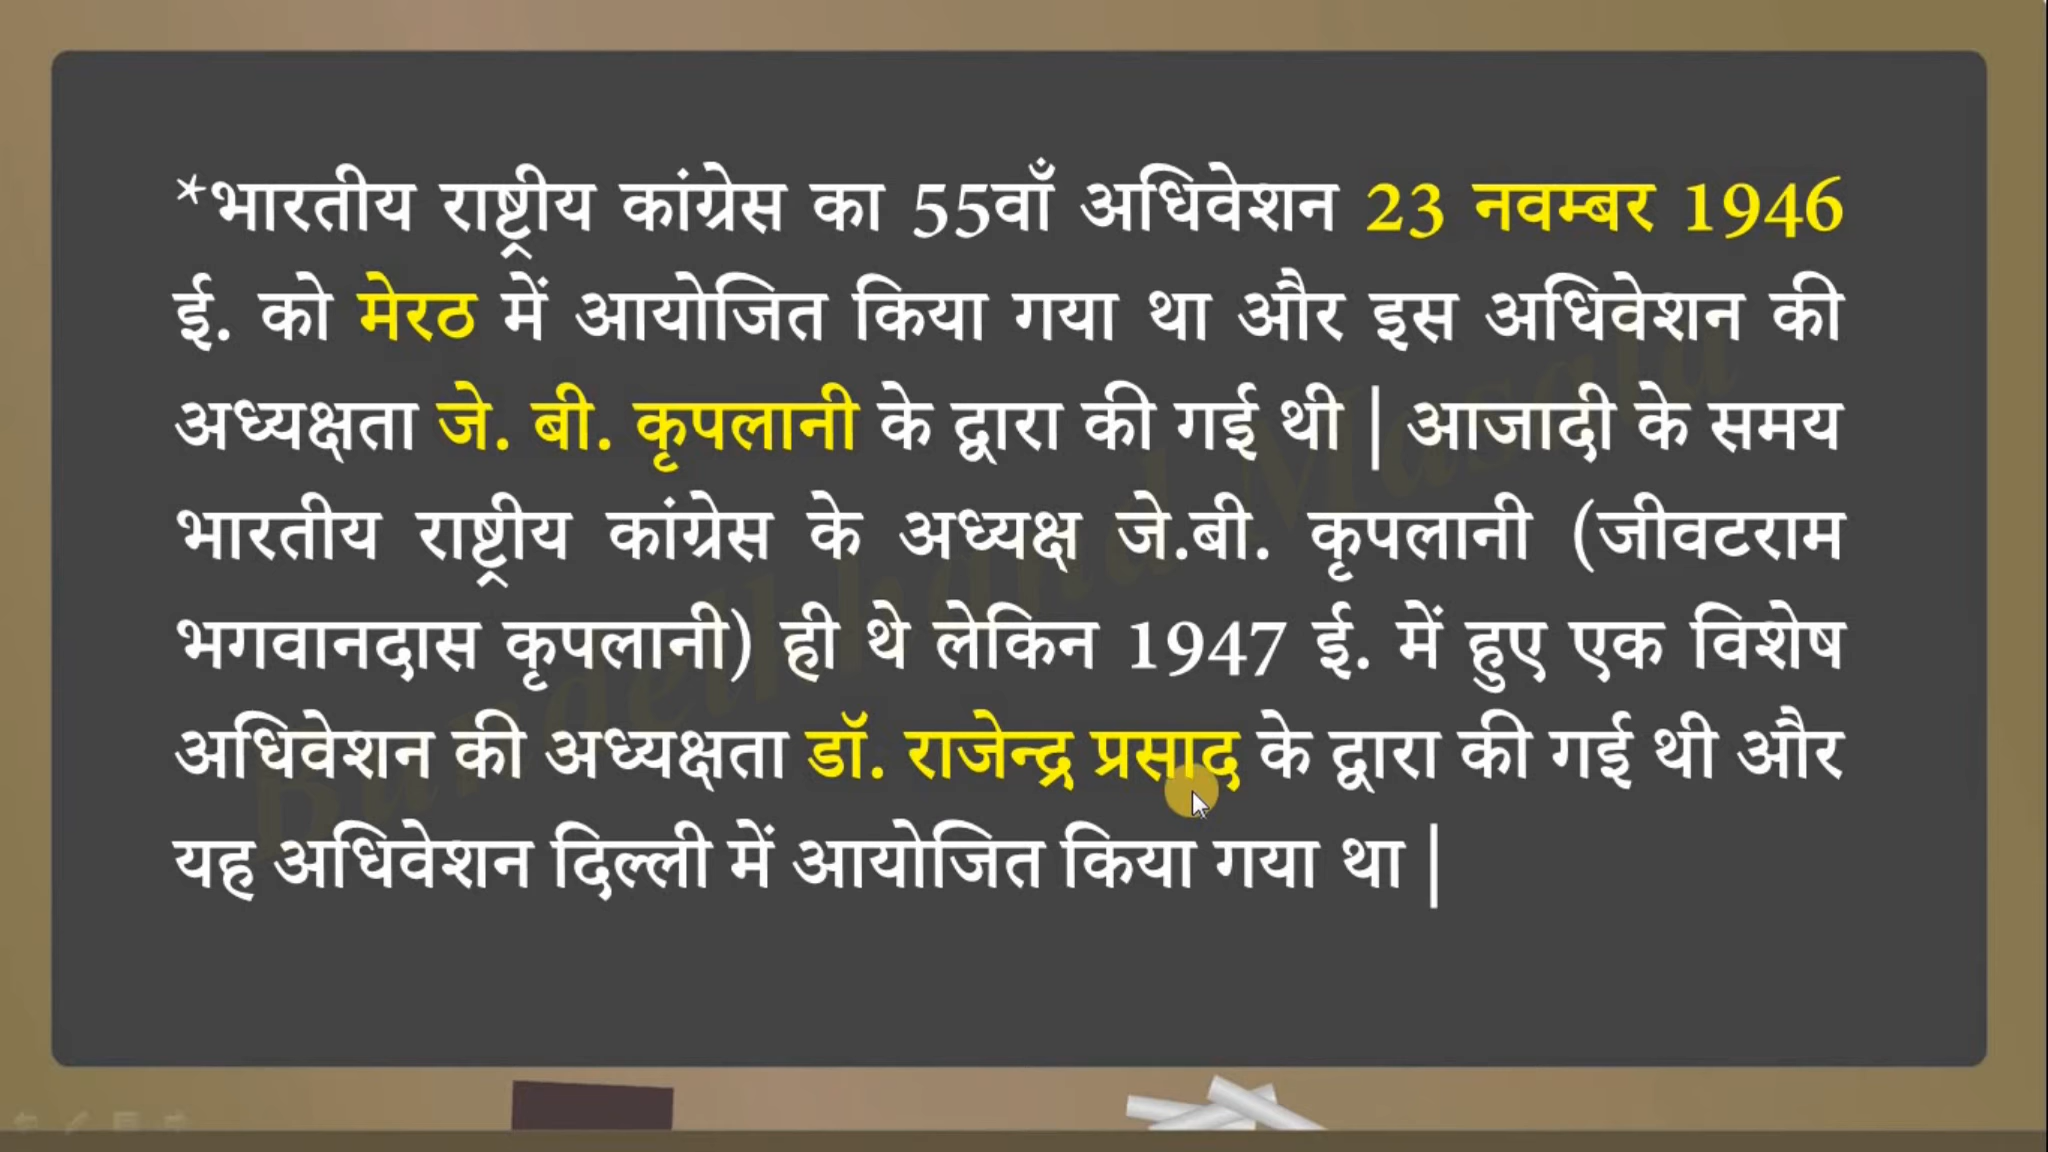 *भारतीय राष्ट्रीय कांग्रेस का 55वाँ अधिवेशन 23 नवम्बर 1946
ई. को मेरठ में आयोजित किया गया था और इस अधिवेशन की
अध्यक्षता जे. बी. कृपलानी के द्वारा की गई थी | आजादी के समय
भारतीय राष्ट्रीय कांग्रेस के अध्यक्ष जे.बी. कृपलानी (जीवटराम
भगवानदास कृपलानी) ही थे लेकिन 1947 ई. में हुए एक विशेष
अधिवेशन की अध्यक्षता डॉ. राजेन्द्र प्रसाद के द्वारा की गई थी और
यह अधिवेशन दिल्ली में आयोजित किया गया था |
Bundelkhand Masala